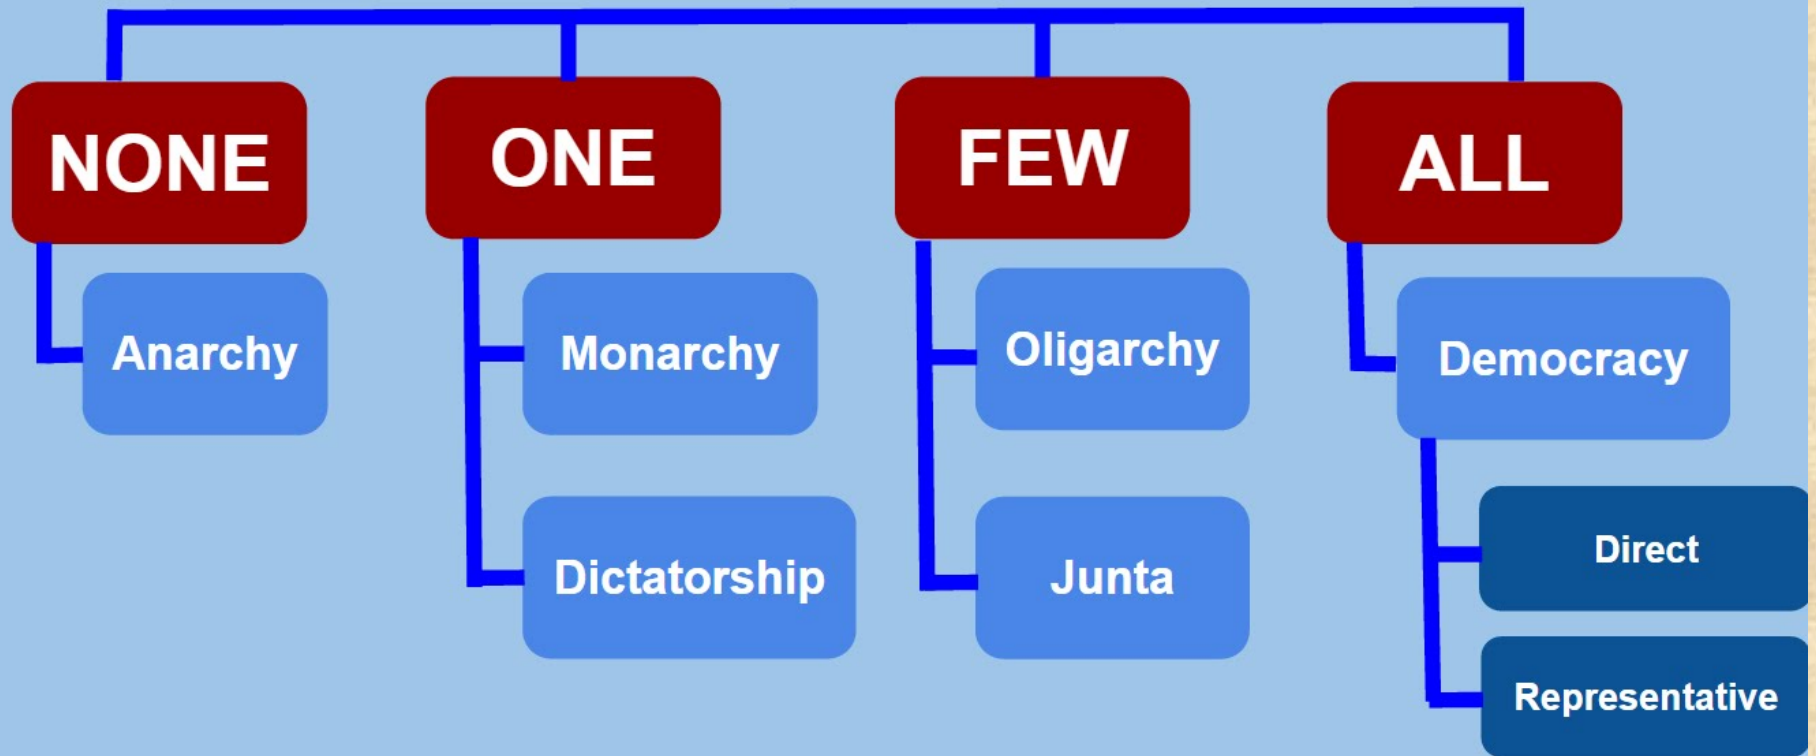 NONE
ONE
FEW
ALL
Anarchy
Monarchy
Oligarchy
Democracy
Dictatorship
Junta
Direct
Representative